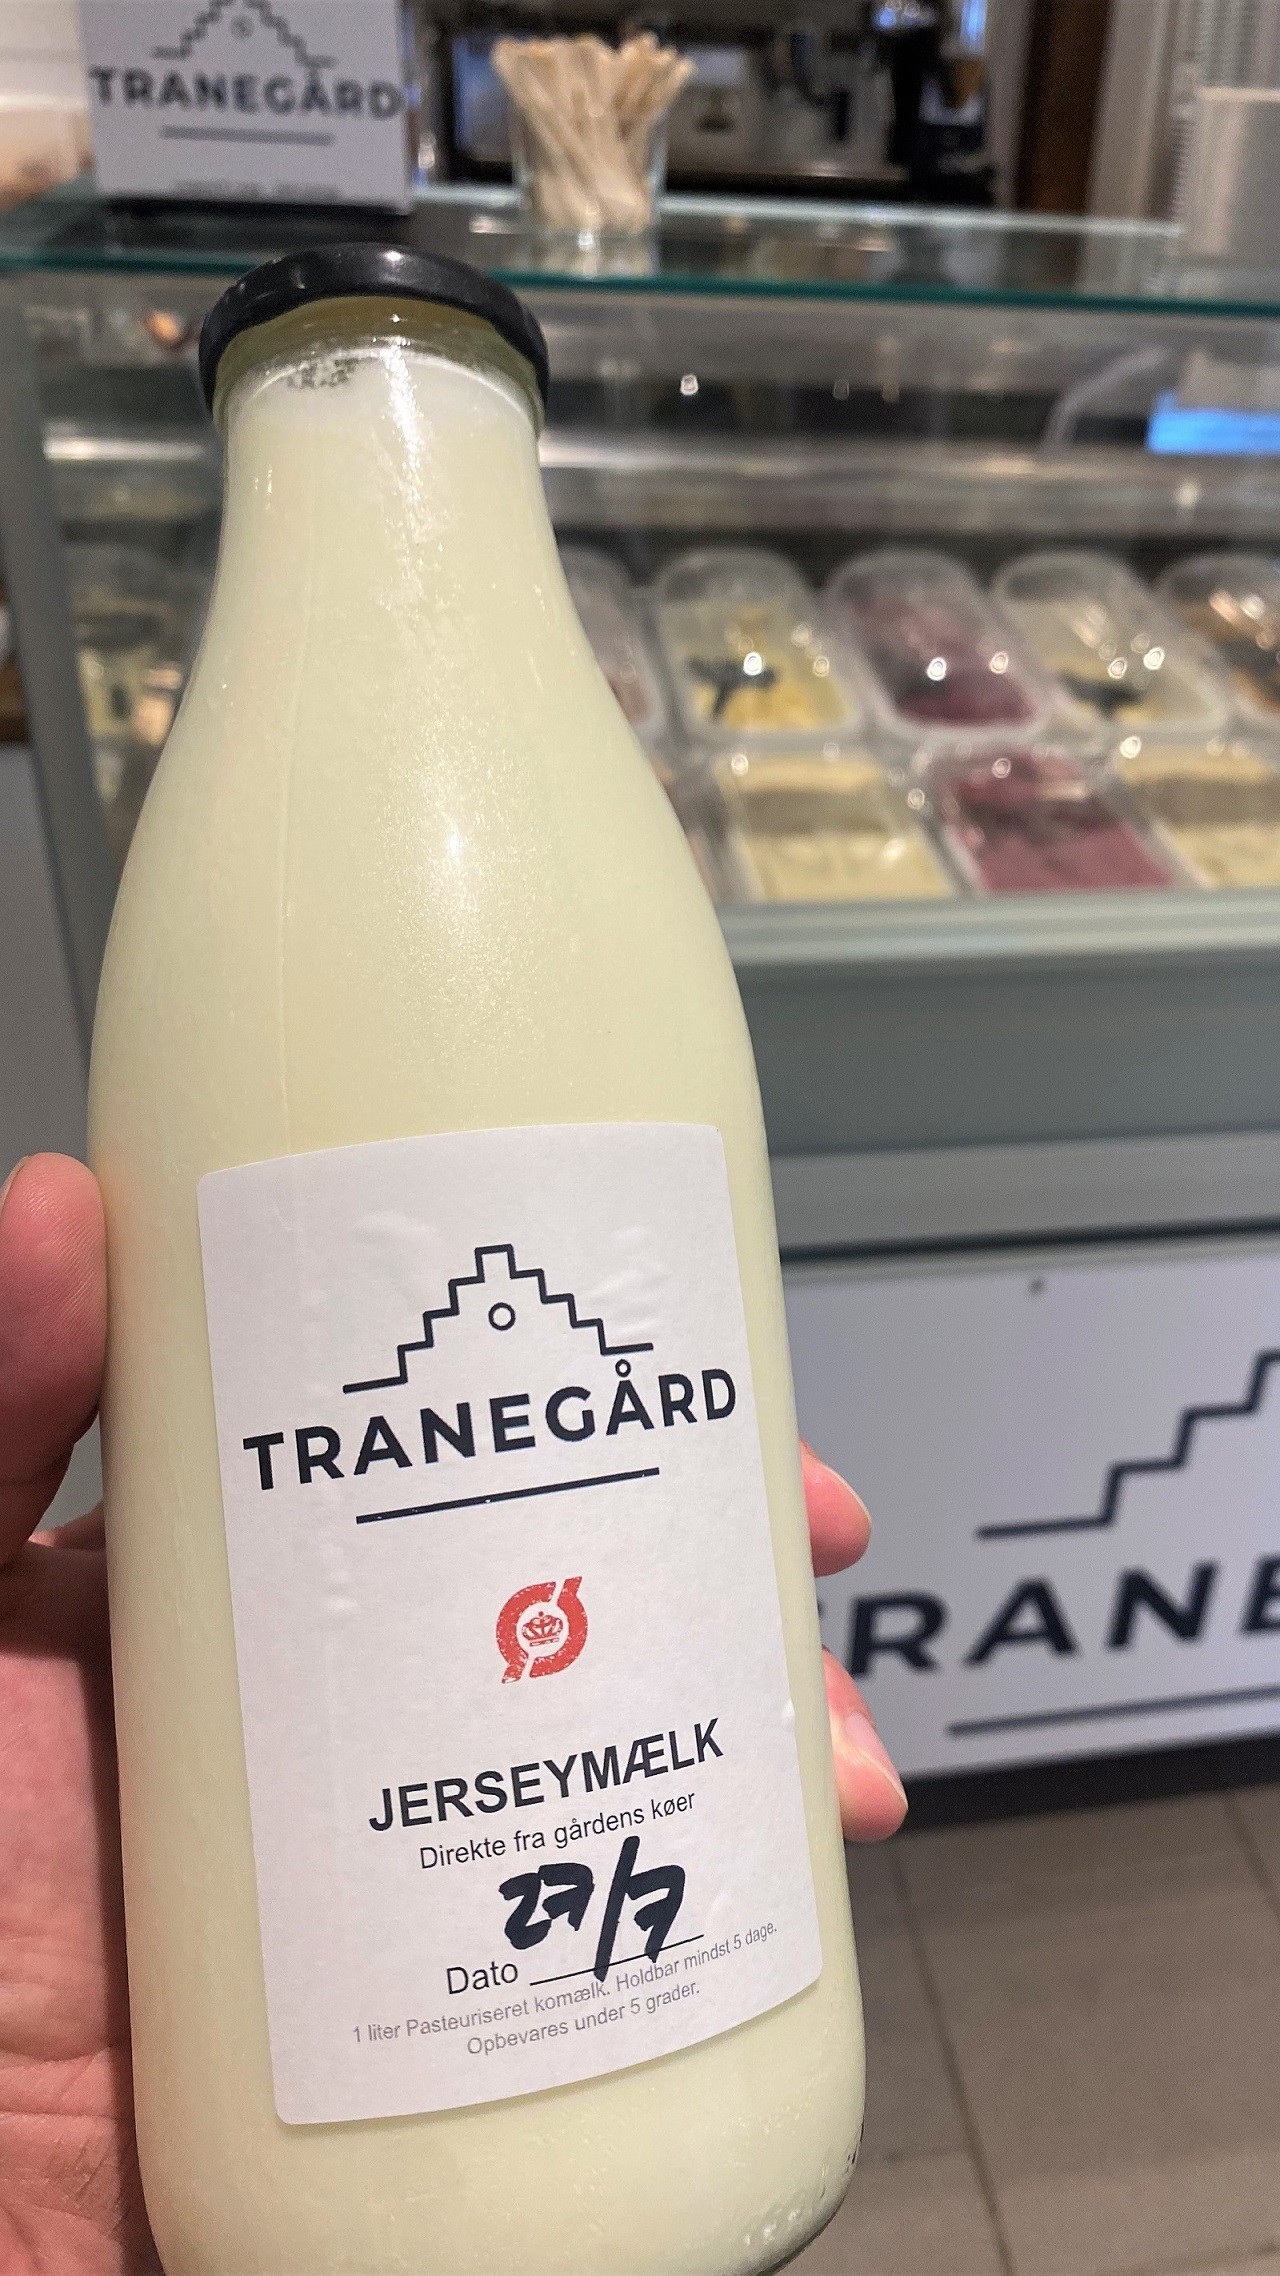 TRANEGÅRD
TRANEGÅRD
JERSEYMÆLK
Direkte fra gårdens køer
27/7
Dato
1 liter Pasteuriseret komælk. Holdbar mindst 5 dage.
Opbevares under 5 grader.
RANE